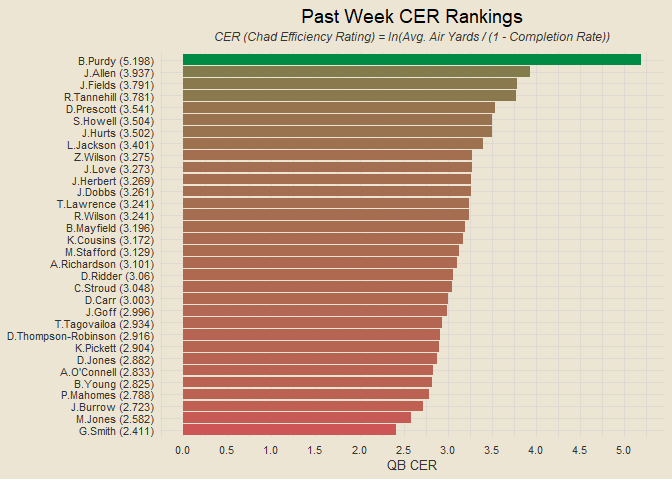 Past Week CER Rankings
CER (Chad Efficiency Rating) = ln(Avg. Air Yards / (1 - Completion Rate))
B.Purdy (5.198)
J.Allen (3.937)
J.Fields (3.791)
R.Tannehill (3.781)
D.Prescott (3.541)
S.Howell (3.504)
J.Hurts (3.502)
L.Jackson (3.401)
Z.Wilson (3.275)
J.Love (3.273)
J.Herbert (3.269)
J.Dobbs (3.261)
T.Lawrence (3.241)
R.Wilson (3.241)
B.Mayfield (3.196)
K.Cousins (3.172)
M.Stafford (3.129)
A.Richardson (3.101)
D.Ridder (3.06)
C.Stroud (3.048)
D.Carr (3.003)
J.Goff (2.996)
T.Tagovailoa (2.934)
D.Thompson-Robinson (2.916)
K.Pickett (2.904)
D.Jones (2.882)
A.O'Connell (2.833)
B.Young (2.825)
P.Mahomes (2.788)
J.Burrow (2.723)
M.Jones (2.582)
G.Smith (2.411)
0.0 0.5 1.0 1.5 2.0 2.5 3.0 3.5 4.0 4.5 5.0
QB CER